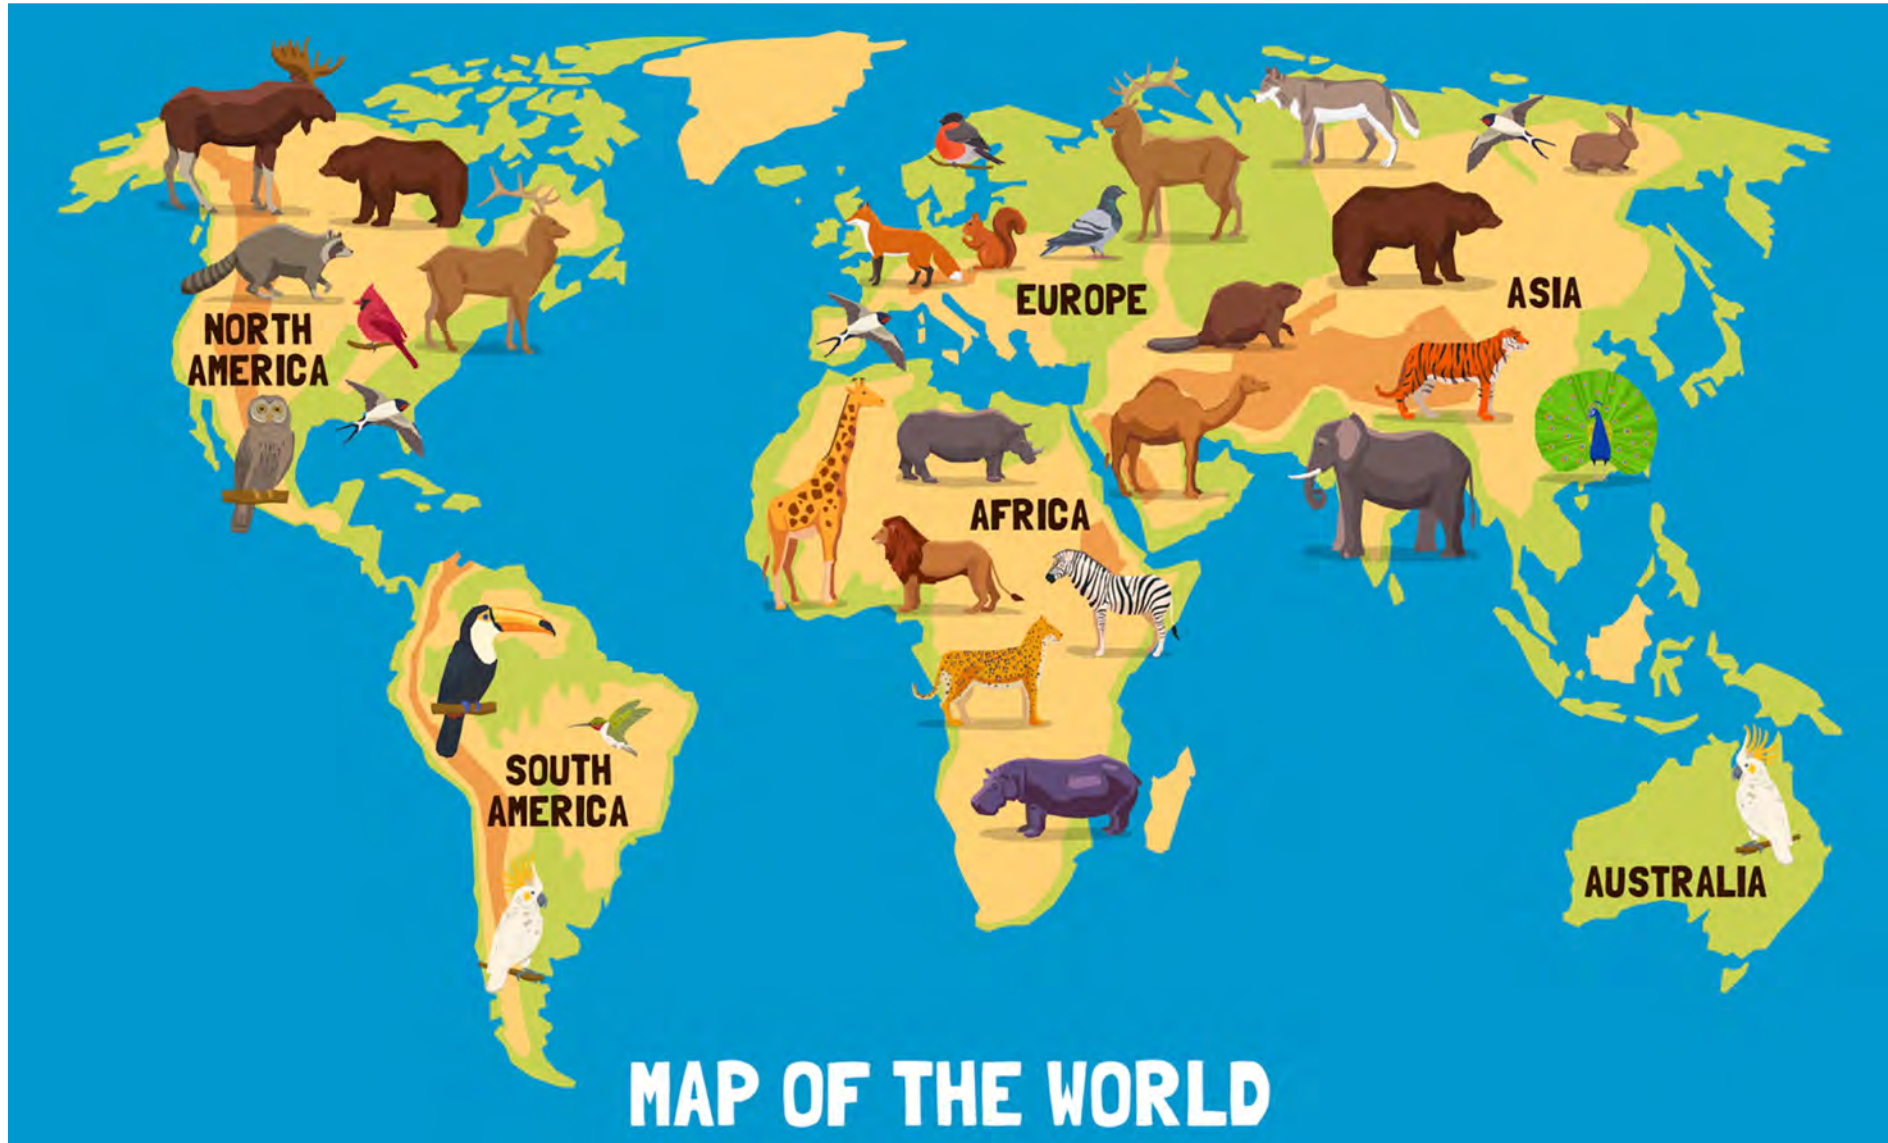 EUROPE
ASIA
NORTH
AMERICA
AFRICA
SOUTH
AMERICA
AUSTRALIA
MAP OF THE WORLD